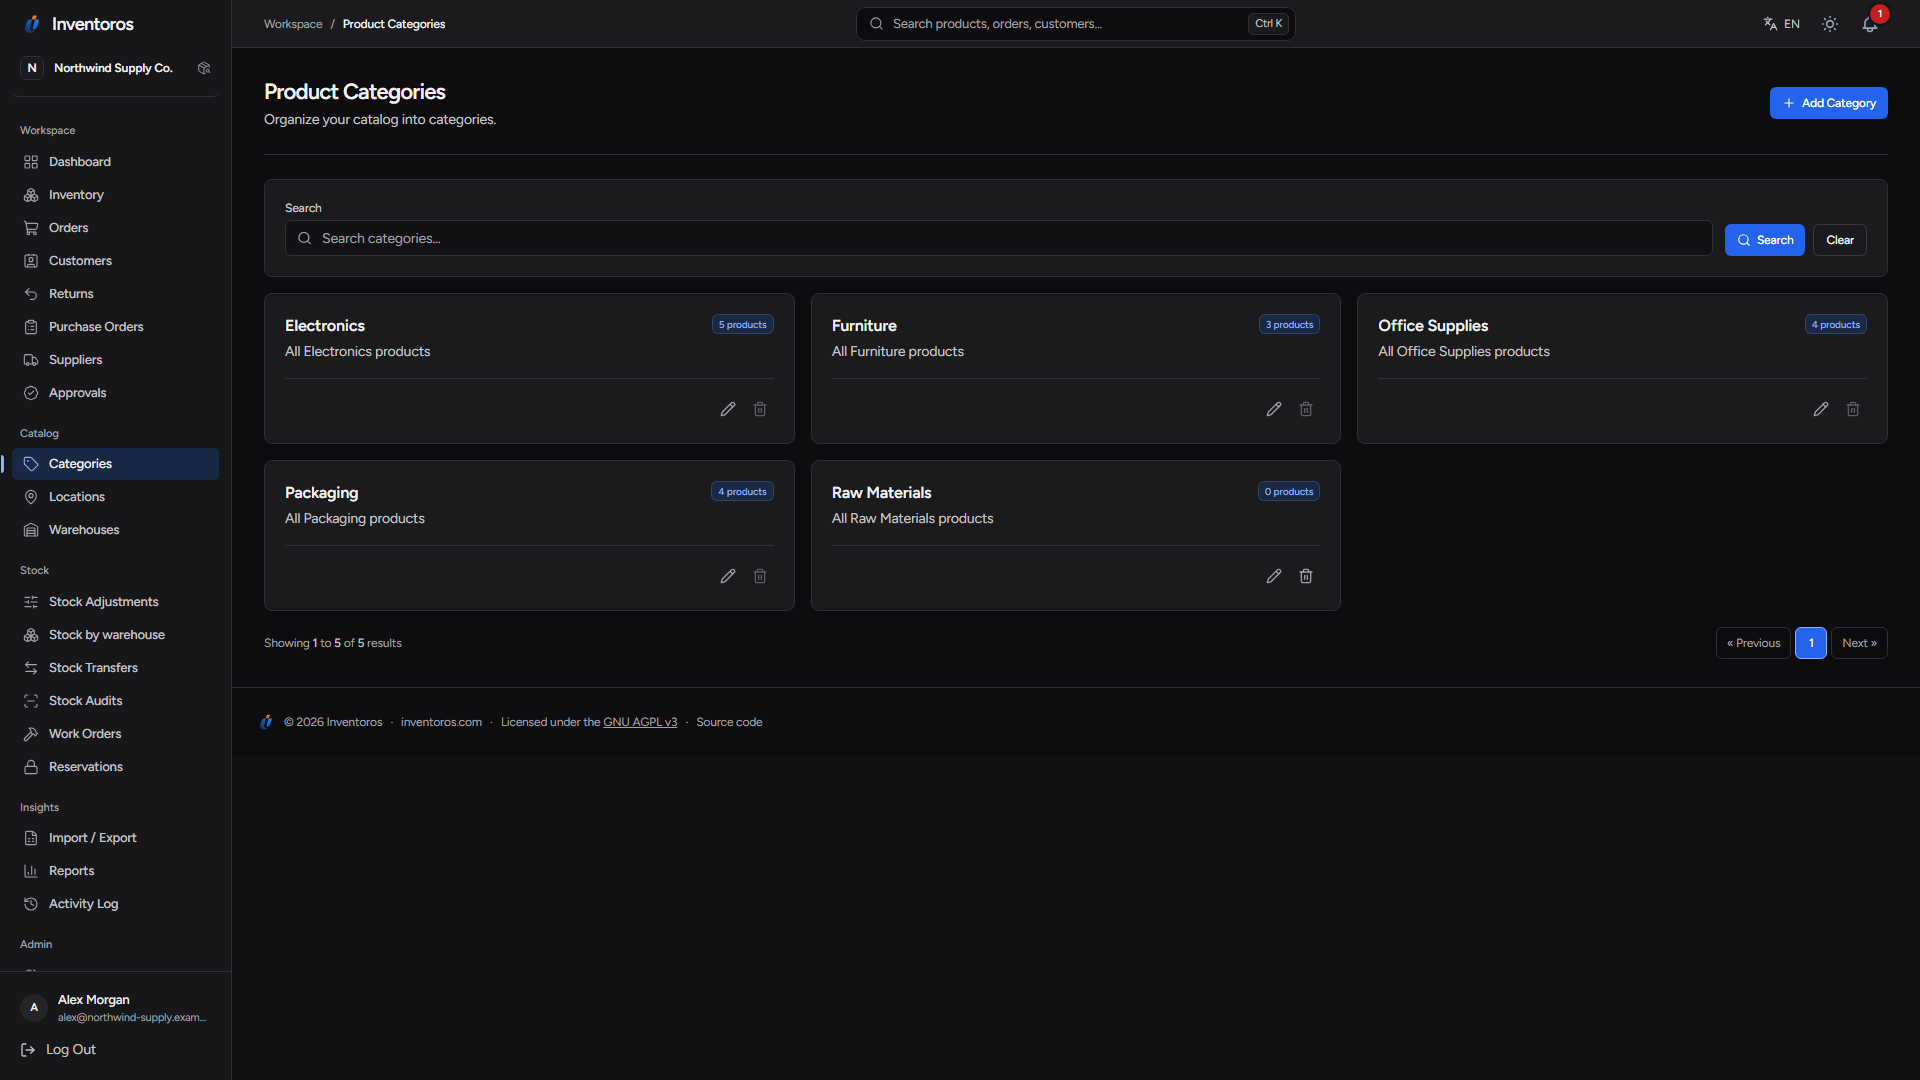 Inventoros
N Northwind Supply Co.
Workspace
Dashboard
Inventory
Orders
Customers
Returns
Purchase Orders
Suppliers
Approvals
Catalog
Categories
Locations
Warehouses
Stock
Stock Adjustments
Stock by warehouse
Stock Transfers
Stock Audits
Work Orders
Reservations
Insights
Import / Export
Reports
Activity Log
Admin
A Alex Morgan
alex@northwind-supply.exam...
Log Out
Workspace / Product Categories
Search products, orders, customers... Ctrl K
EN
1
Product Categories
Organize your catalog into categories.
+ Add Category
Search
Search categories...
Search
Clear
Electronics 5 products
All Electronics products
Furniture 3 products
All Furniture products
Office Supplies 4 products
All Office Supplies products
Packaging 4 products
All Packaging products
Raw Materials 0 products
All Raw Materials products
Showing 1 to 5 of 5 results
« Previous 1 Next »
© 2026 Inventoros · inventoros.com · Licensed under the GNU AGPL v3 · Source code